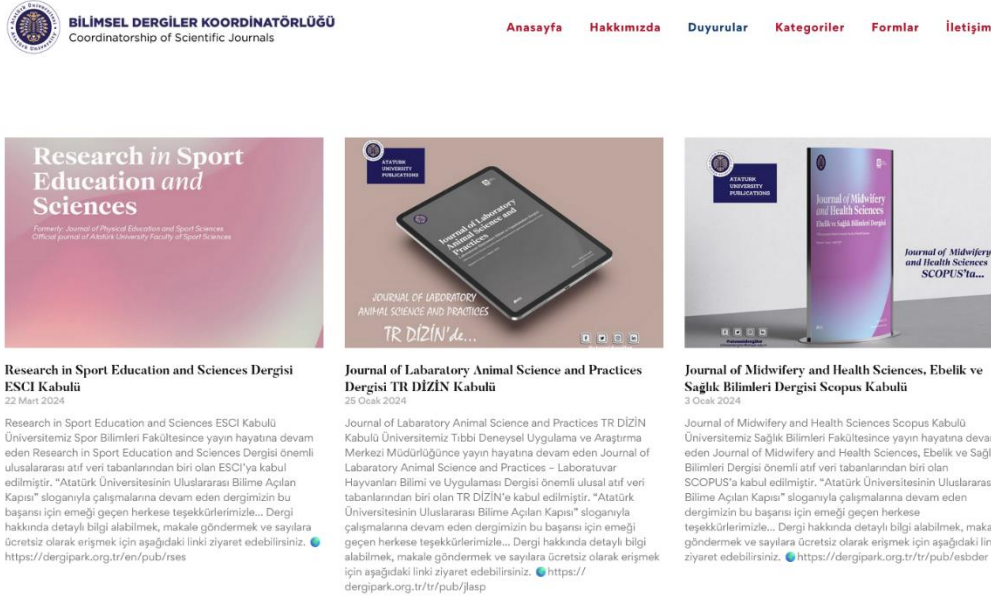 BİLİMSEL DERGİLER KOORDİNATÖRLÜĞÜ
Coordinatorship of Scientific Journals
Anasayfa Hakkımızda Duyurular Kategoriler Formlar İletişim
Research in Sport
Education and
Sciences
Formerly: Journal of Physical Education and Sport Sciences
Official journal of Atatürk University Faculty of Sport Sciences
ATATURK
UNIVERSITY
PUBLICATIONS
Journal of Laboratory
Animal Science and
Practices
JOURNAL OF LABORATORY
ANIMAL SCIENCE AND PRACTICES
TR DİZİN'de...
ATATURK
UNIVERSITY
PUBLICATIONS
Journal of Midwifery
and Health Sciences
Ebelik ve Sağlık Bilimleri Dergisi
Journal of Midwifery
and Health Sciences
SCOPUS'ta...
Research in Sport Education and Sciences Dergisi
ESCI Kabulü
22 Mart 2024
Research in Sport Education and Sciences ESCI Kabulü
Üniversitemiz Spor Bilimleri Fakültesince yayın hayatına devam
eden Research in Sport Education and Sciences Dergisi önemli
uluslalararası atıf veri tabanlarından biri olan ESCI'ya kabul
edilmiştir. “Atatürk Üniversitesinin Uluslararası Bilime Açılan
Kapısı” sloganıyla çalışmalarına devam eden dergimizin bu
başarısı için emeği geçen herkese teşekkürlerimizle... Dergi
hakkında detaylı bilgi alabilmek, makale göndermek ve sayılara
ücretsiz olarak erişmek için aşağıdaki linki ziyaret edebilirsiniz.
https://dergipark.org.tr/en/pub/rses
Journal of Labaratory Animal Science and Practices
Dergisi TR DİZİN Kabulü
25 Ocak 2024
Journal of Labaratory Animal Science and Practices TR DİZİN
Kabulü Üniversitemiz Tıbbi Deneysel Uygulama ve Araştırma
Merkezi Müdürlüğünce yayın hayatına devam eden Journal of
Labaratory Animal Science and Practices – Laboratuvar
Hayvanları Bilimi ve Uygulaması Dergisi önemli ulusal atıf veri
tabanlarından biri olan TR DİZİN'e kabul edilmiştir. “Atatürk
Üniversitesinin Uluslararası Bilime Açılan Kapısı” sloganıyla
çalışmalarına devam eden dergimizin bu başarısı için emeği
geçen herkese teşekkürlerimizle... Dergi hakkında detaylı bilgi
alabilmek, makale göndermek ve sayılara ücretsiz olarak erişmek
için aşağıdaki linki ziyaret edebilirsiniz. https://
dergipark.org.tr/tr/pub/jlasp
Journal of Midwifery and Health Sciences, Ebelik ve
Sağlık Bilimleri Dergisi Scopus Kabulü
3 Ocak 2024
Journal of Midwifery and Health Sciences Scopus Kabulü
Üniversitemiz Sağlık Bilimleri Fakültesince yayın hayatına devam
eden Journal of Midwifery and Health Sciences, Ebelik ve Sağlık
Bilimleri Dergisi önemli atıf veri tabanlarından biri olan
SCOPUS'a kabul edilmiştir. “Atatürk Üniversitesinin Uluslararası
Bilime Açılan Kapısı” sloganıyla çalışmalarına devam eden
dergimizin bu başarısı için emeği geçen herkese
teşekkürlerimizle... Dergi hakkında detaylı bilgi alabilmek, makale
göndermek ve sayılara ücretsiz olarak erişmek için aşağıdaki linki
ziyaret edebilirsiniz. https://dergipark.org.tr/tr/pub/esbder